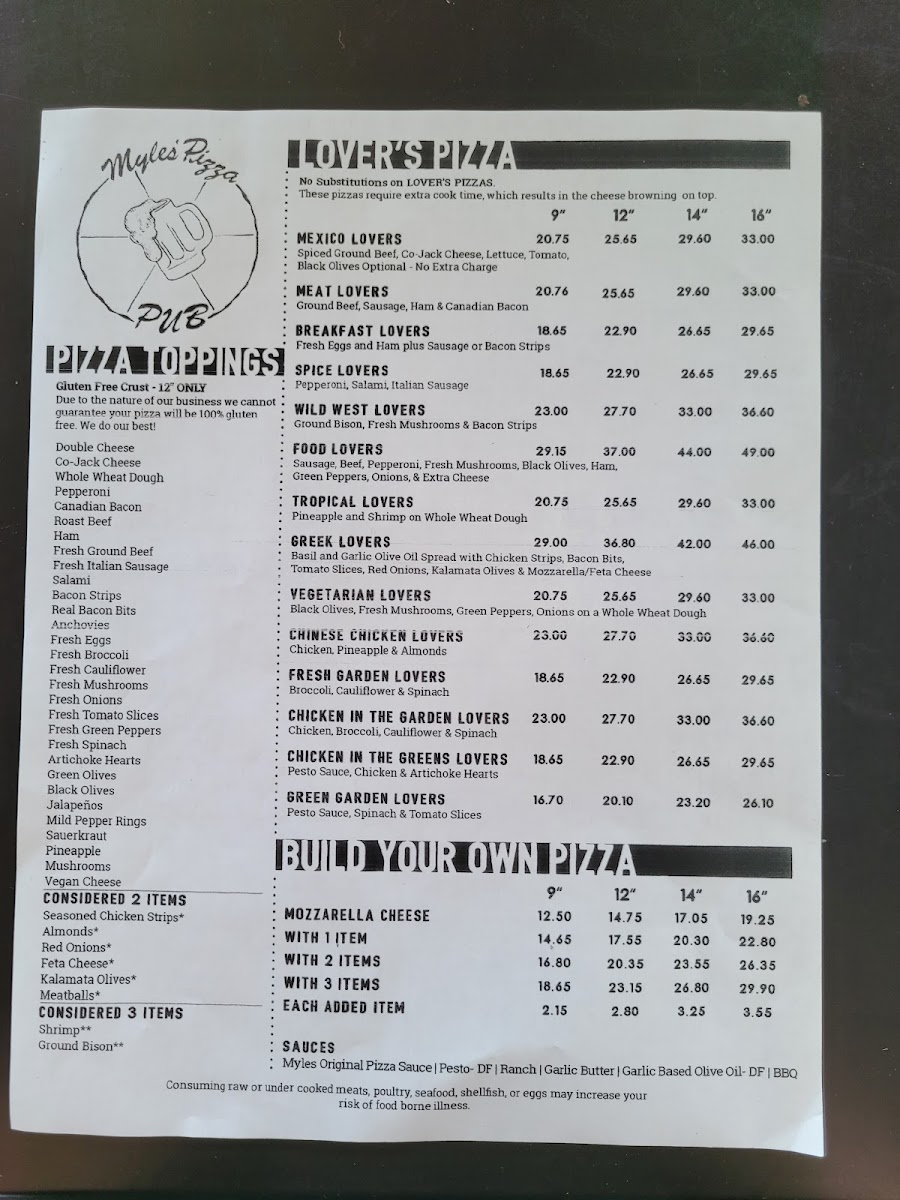 Myles' Pizza
PUB
PIZZA TOPPINGS
Gluten Free Crust - 12" ONLY
Due to the nature of our business we cannot
guarantee your pizza will be 100% gluten
free. We do our best!
Double Cheese
Co-Jack Cheese
Whole Wheat Dough
Pepperoni
Canadian Bacon
Roast Beef
Ham
Fresh Ground Beef
Fresh Italian Sausage
Salami
Bacon Strips
Real Bacon Bits
Anchovies
Fresh Eggs
Fresh Broccoli
Fresh Cauliflower
Fresh Mushrooms
Fresh Onions
Fresh Tomato Slices
Fresh Green Peppers
Fresh Spinach
Artichoke Hearts
Green Olives
Black Olives
Jalapeños
Mild Pepper Rings
Sauerkraut
Pineapple
Mushrooms
Vegan Cheese
CONSIDERED 2 ITEMS
Seasoned Chicken Strips*
Almonds*
Red Onions*
Feta Cheese*
Kalamata Olives*
Meatballs*
CONSIDERED 3 ITEMS
Shrimp**
Ground Bison**
LOVER'S PIZZA
No Substitutions on LOVER'S PIZZAS.
These pizzas require extra cook time, which results in the cheese browning on top.
9" 12" 14" 16"
MEXICO LOVERS 20.75 25.65 29.60 33.00
Spiced Ground Beef, Co-Jack Cheese, Lettuce, Tomato,
Black Olives Optional - No Extra Charge
MEAT LOVERS 20.76 25.65 29.60 33.00
Ground Beef, Sausage, Ham & Canadian Bacon
BREAKFAST LOVERS 18.65 22.90 26.65 29.65
Fresh Eggs and Ham plus Sausage or Bacon Strips
SPICE LOVERS 18.65 22.90 26.65 29.65
Pepperoni, Salami, Italian Sausage
WILD WEST LOVERS 23.00 27.70 33.00 36.60
Ground Bison, Fresh Mushrooms & Bacon Strips
FOOD LOVERS 29.15 37.00 44.00 49.00
Sausage, Beef, Pepperoni, Fresh Mushrooms, Black Olives, Ham,
Green Peppers, Onions, & Extra Cheese
TROPICAL LOVERS 20.75 25.65 29.60 33.00
Pineapple and Shrimp on Whole Wheat Dough
GREEK LOVERS 29.00 36.80 42.00 46.00
Basil and Garlic Olive Oil Spread with Chicken Strips, Bacon Bits,
Tomato Slices, Red Onions, Kalamata Olives & Mozzarella/Feta Cheese
VEGETARIAN LOVERS 20.75 25.65 29.60 33.00
Black Olives, Fresh Mushrooms, Green Peppers, Onions on a Whole Wheat Dough
CHINESE CHICKEN LOVERS 23.00 27.70 33.00 36.60
Chicken, Pineapple & Almonds
FRESH GARDEN LOVERS 18.65 22.90 26.65 29.65
Broccoli, Cauliflower & Spinach
CHICKEN IN THE GARDEN LOVERS 23.00 27.70 33.00 36.60
Chicken, Broccoli, Cauliflower & Spinach
CHICKEN IN THE GREENS LOVERS 18.65 22.90 26.65 29.65
Pesto Sauce, Chicken & Artichoke Hearts
GREEN GARDEN LOVERS 16.70 20.10 23.20 26.10
Pesto Sauce, Spinach & Tomato Slices
BUILD YOUR OWN PIZZA
9" 12" 14" 16"
MOZZARELLA CHEESE 12.50 14.75 17.05 19.25
WITH 1 ITEM 14.65 17.55 20.30 22.80
WITH 2 ITEMS 16.80 20.35 23.55 26.35
WITH 3 ITEMS 18.65 23.15 26.80 29.90
EACH ADDED ITEM 2.15 2.80 3.25 3.55
SAUCES
Myles Original Pizza Sauce | Pesto- DF | Ranch | Garlic Butter | Garlic Based Olive Oil- DF | BBQ
Consuming raw or under cooked meats, poultry, seafood, shellfish, or eggs may increase your
risk of food borne illness.